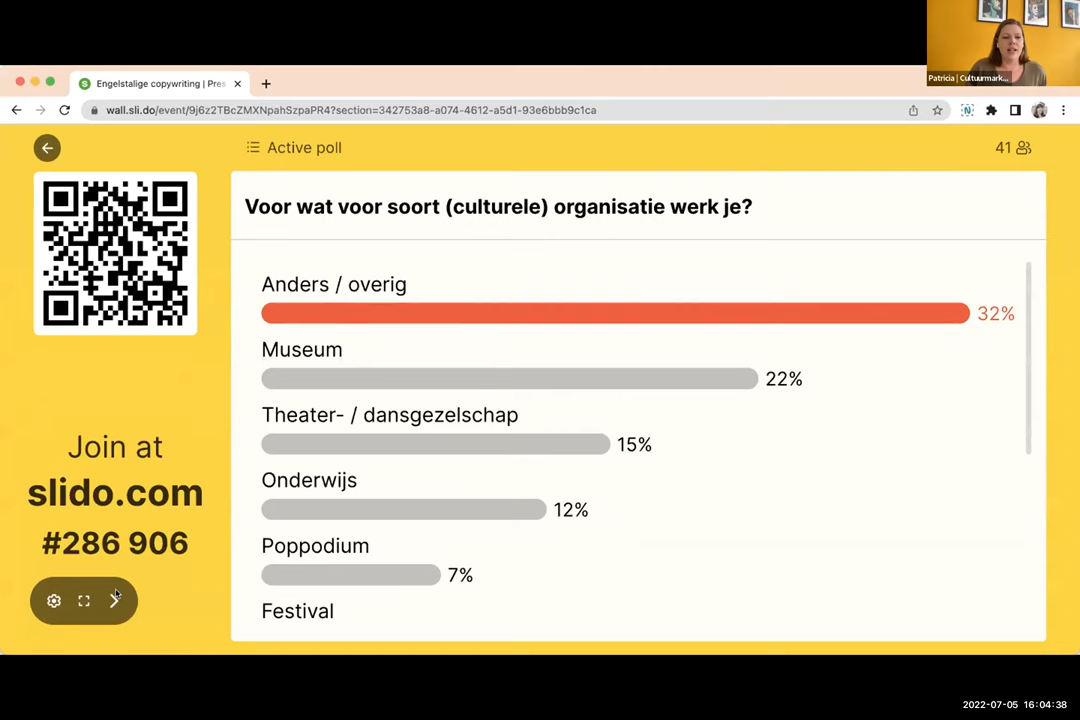 Patricia | Cultuurmark...
Engelstalige copywriting | Pres
wall.sli.do/event/9j6z2TBcZMXNpahSzpaPR4?section=342753a8-a074-4612-a5d1-93e6bbb9c1ca
Active poll
41
Voor wat voor soort (culturele) organisatie werk je?
Anders / overig
32%
Museum
22%
Theater- / dansgezelschap
15%
Onderwijs
12%
Poppodium
7%
Festival
Join at
slido.com
#286 906
2022-07-05 16:04:38